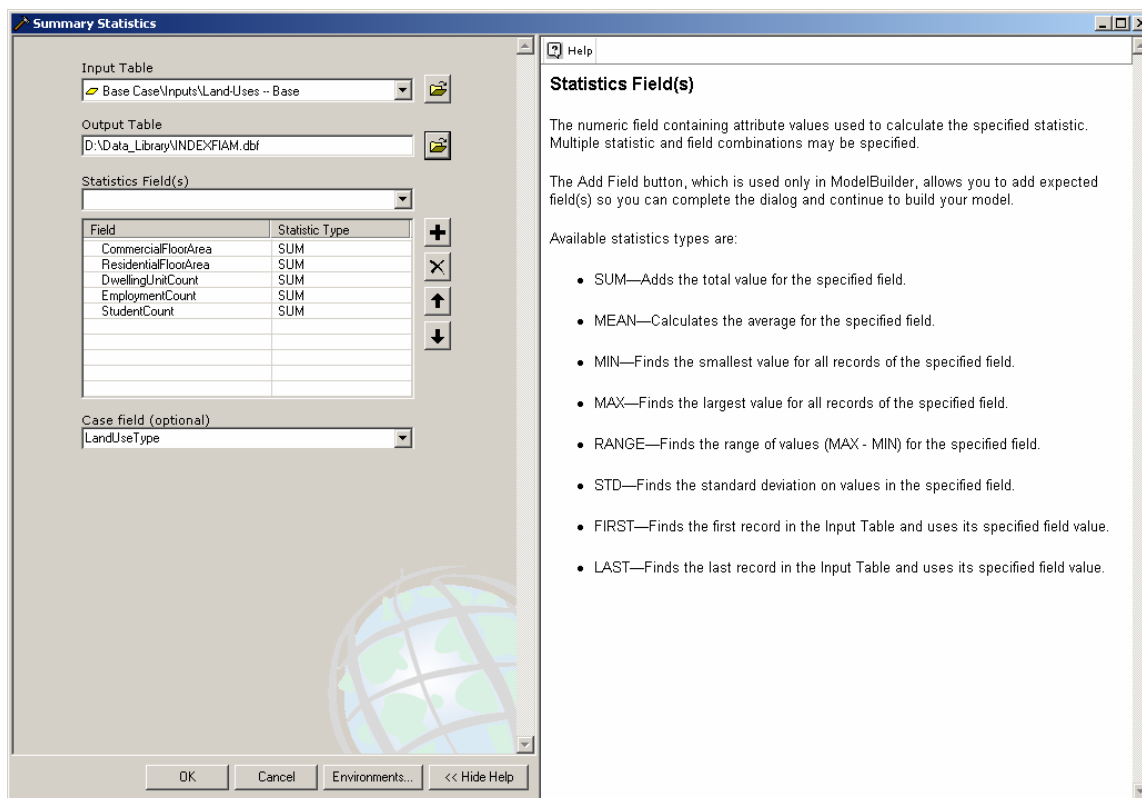 Summary Statistics
Input Table
Base Case\Inputs\Land-Uses -- Base
Output Table
D:\Data_Library\INDEXFIAM.dbf
Statistics Field(s)
Field Statistic Type
CommercialFloorArea SUM
ResidentialFloorArea SUM
DwellingUnitCount SUM
EmploymentCount SUM
StudentCount SUM
Case field (optional)
LandUseType
OK Cancel Environments... << Hide Help
Help
Statistics Field(s)
The numeric field containing attribute values used to calculate the specified statistic.
Multiple statistic and field combinations may be specified.
The Add Field button, which is used only in ModelBuilder, allows you to add expected
field(s) so you can complete the dialog and continue to build your model.
Available statistics types are:
• SUM—Adds the total value for the specified field.
• MEAN—Calculates the average for the specified field.
• MIN—Finds the smallest value for all records of the specified field.
• MAX—Finds the largest value for all records of the specified field.
• RANGE—Finds the range of values (MAX - MIN) for the specified field.
• STD—Finds the standard deviation on values in the specified field.
• FIRST—Finds the first record in the Input Table and uses its specified field value.
• LAST—Finds the last record in the Input Table and uses its specified field value.